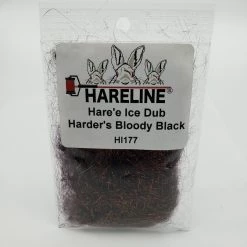 HARELINE®
Hare'e Ice Dub
Harder's Bloody Black
HI177